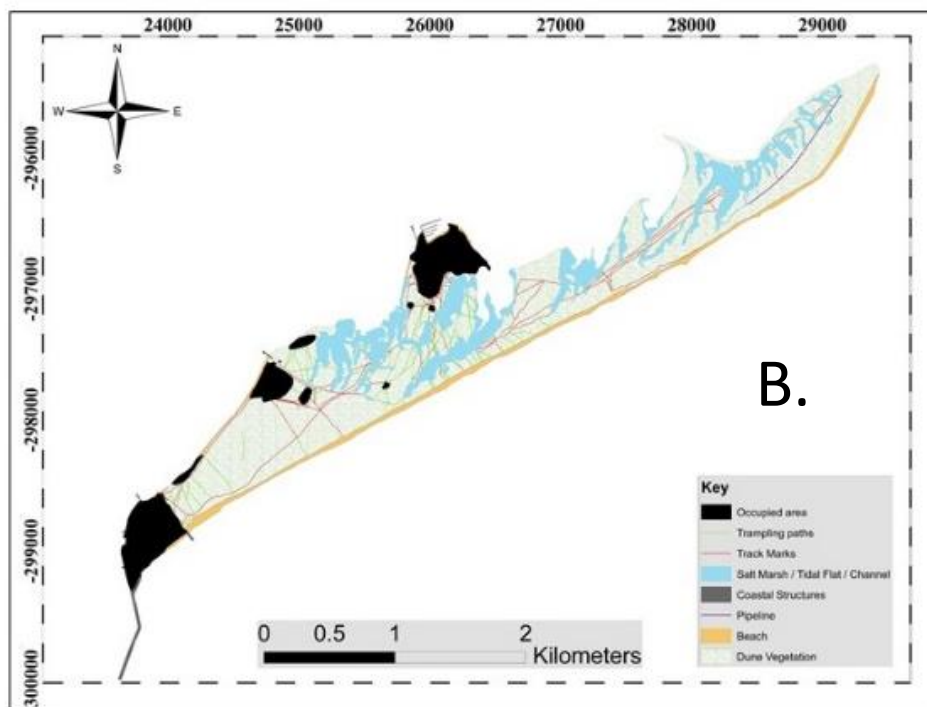 24000 25000 26000 27000 28000 29000
N
W E
S
-296000
-297000
-298000
-299000
-300000
B.
Key
Occupied area
Trampling paths
Track Marks
Salt Marsh / Tidal Flat / Channel
Coastal Structures
Pipeline
Beach
Dune Vegetation
0 0.5 1 2
Kilometers